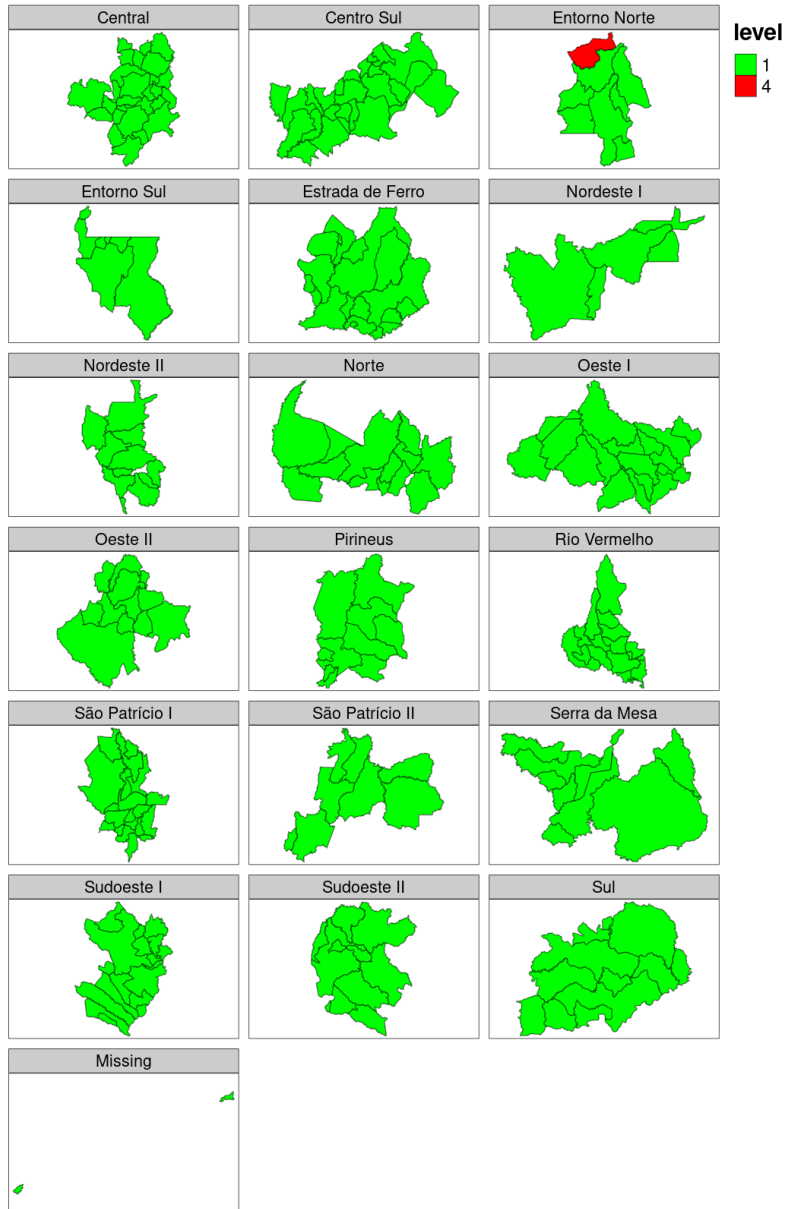 Central
Centro Sul
Entorno Norte
level
1
4
Entorno Sul
Estrada de Ferro
Nordeste I
Nordeste II
Norte
Oeste I
Oeste II
Pirineus
Rio Vermelho
São Patrício I
São Patrício II
Serra da Mesa
Sudoeste I
Sudoeste II
Sul
Missing